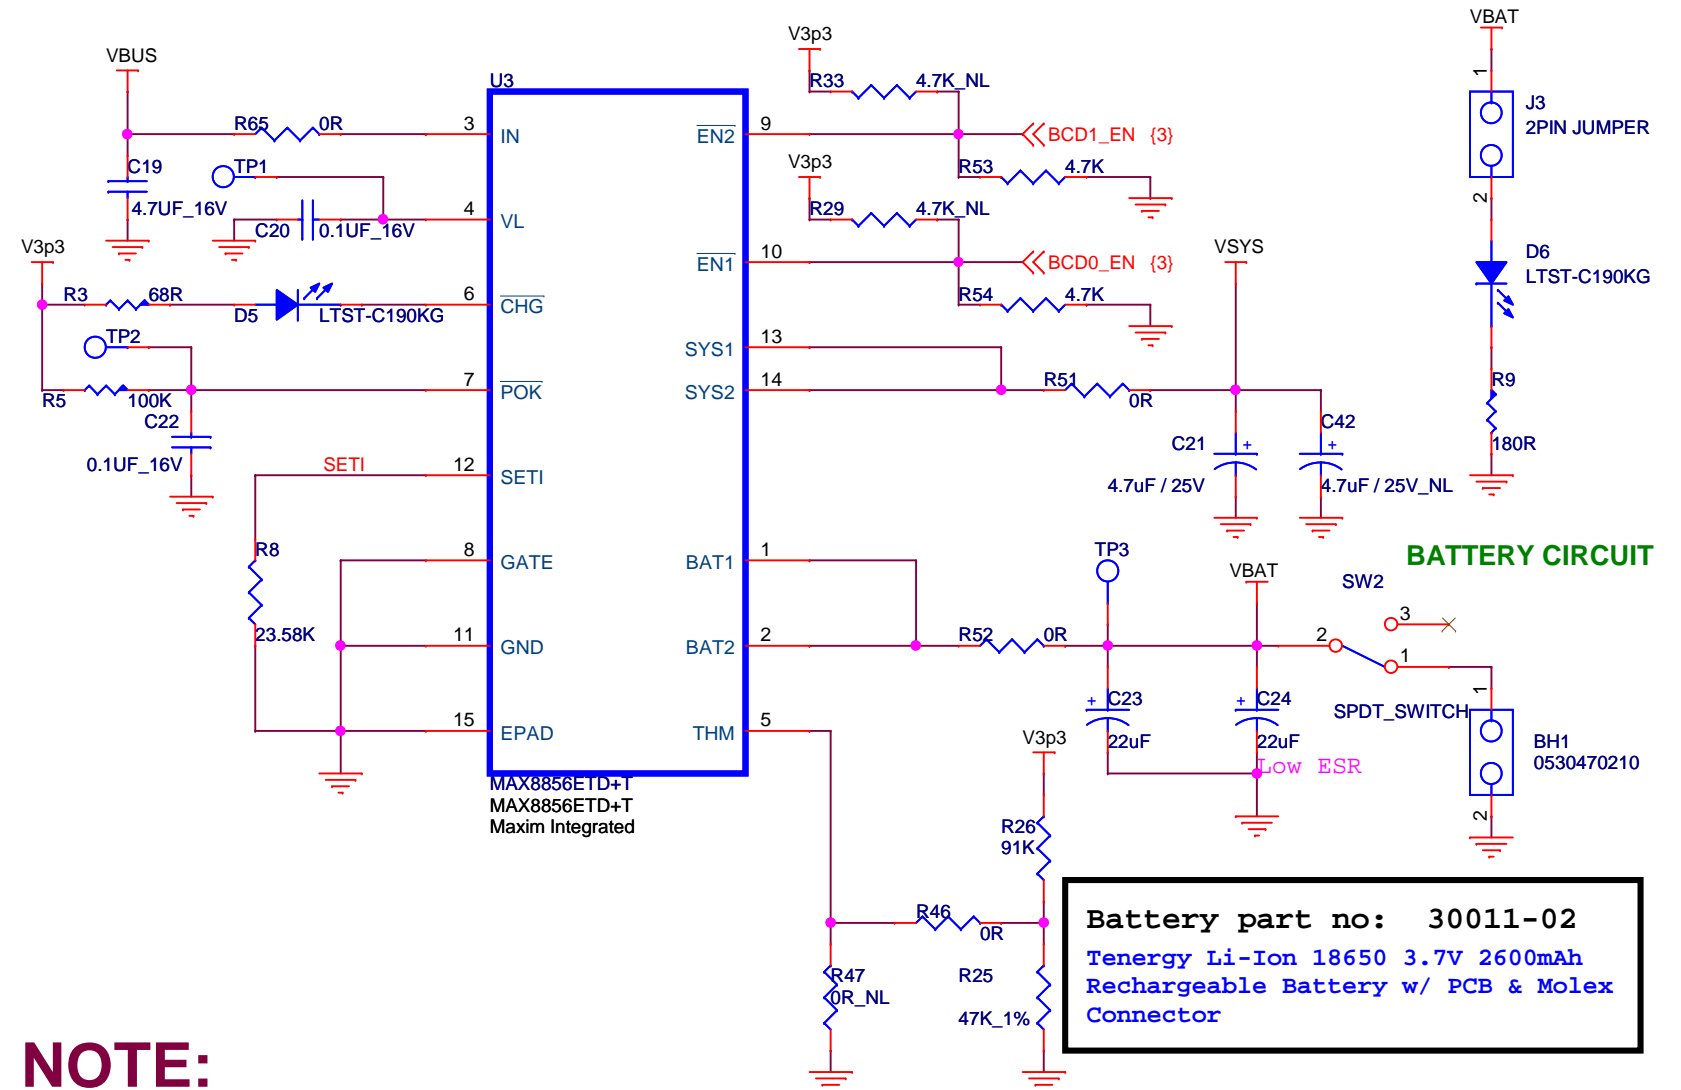 VBUS
R65 0R
C19
4.7UF_16V
TP1
C20 0.1UF_16V
V3p3
R3 68R
D5 LTST-C190KG
TP2
R5 100K
C22
0.1UF_16V
SETI
R8
23.58K
U3
3 IN
4 VL
6 CHG
7 POK
12 SETI
8 GATE
11 GND
15 EPAD
EN2 9
EN1 10
SYS1 13
SYS2 14
BAT1 1
BAT2 2
THM 5
MAX8856ETD+T
MAX8856ETD+T
Maxim Integrated
V3p3
R33 4.7K_NL
BCD1_EN {3}
R53 4.7K
V3p3
R29 4.7K_NL
BCD0_EN {3}
R54 4.7K
VSYS
R51 0R
C21
4.7uF / 25V
C42
4.7uF / 25V_NL
VBAT
1
J3
2PIN JUMPER
2
D6
LTST-C190KG
R9
180R
BATTERY CIRCUIT
TP3
VBAT
SW2
3
2
1
R52 0R
C23
22uF
C24
22uF
Low ESR
SPDT_SWITCH
1
BH1
0530470210
2
V3p3
R26
91K
R46 0R
R47
0R_NL
R25
47K_1%
Battery part no: 30011-02
Tenergy Li-Ion 18650 3.7V 2600mAh
Rechargeable Battery w/ PCB & Molex
Connector
NOTE: